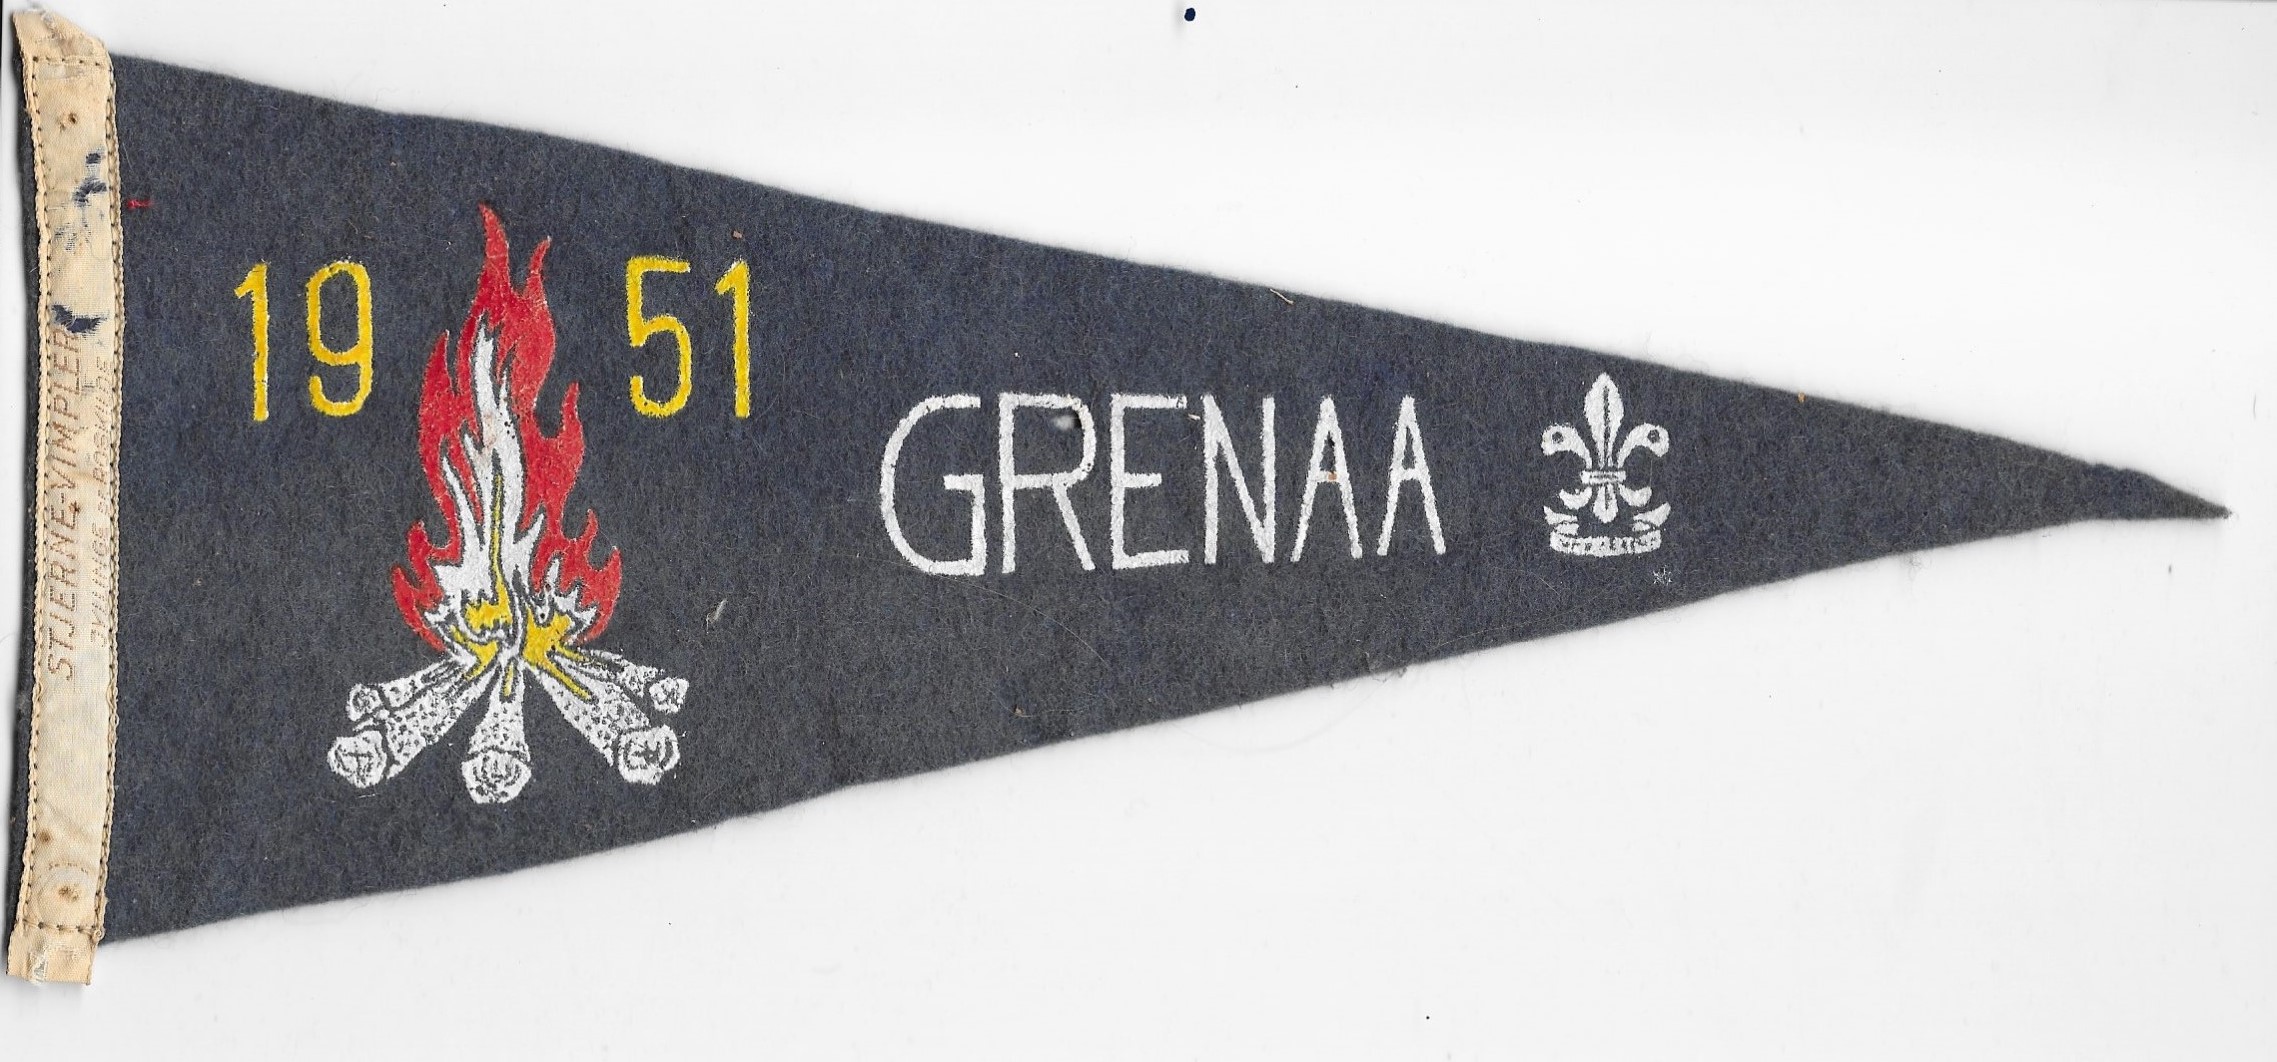 19 51
GRENAA
STJERNE-VIMPLER